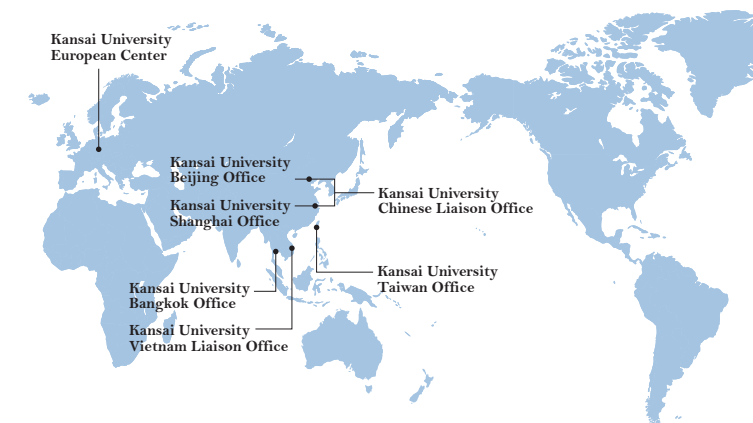 Kansai University
European Center
Kansai University
Beijing Office
Kansai University
Shanghai Office
Kansai University
Chinese Liaison Office
Kansai University
Taiwan Office
Kansai University
Bangkok Office
Kansai University
Vietnam Liaison Office